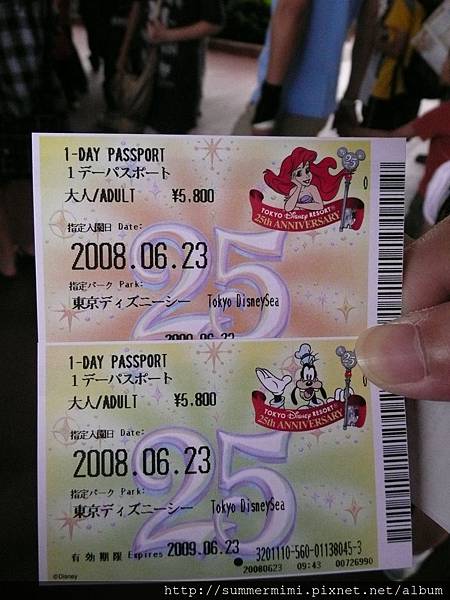 1-DAY PASSPORT
1デーパスポート
大人/ADULT ¥5,800
25
TOKYO DISNEY RESORT®
25th ANNIVERSARY
指定入園日 Date:
2008.06.23
25
指定パーク Park:
東京ディズニーシー Tokyo DisneySea
1-DAY PASSPORT
1デーパスポート
大人/ADULT ¥5,800
25
TOKYO DISNEY RESORT®
25th ANNIVERSARY
指定入園日 Date:
2008.06.23
25
指定パーク Park:
東京ディズニーシー Tokyo DisneySea
有効期限 Expires 2009.06.23
3201110-560-01138045-3
©Disney
20080623 09:43 00726990
http://summermimi.pixnet.net/album